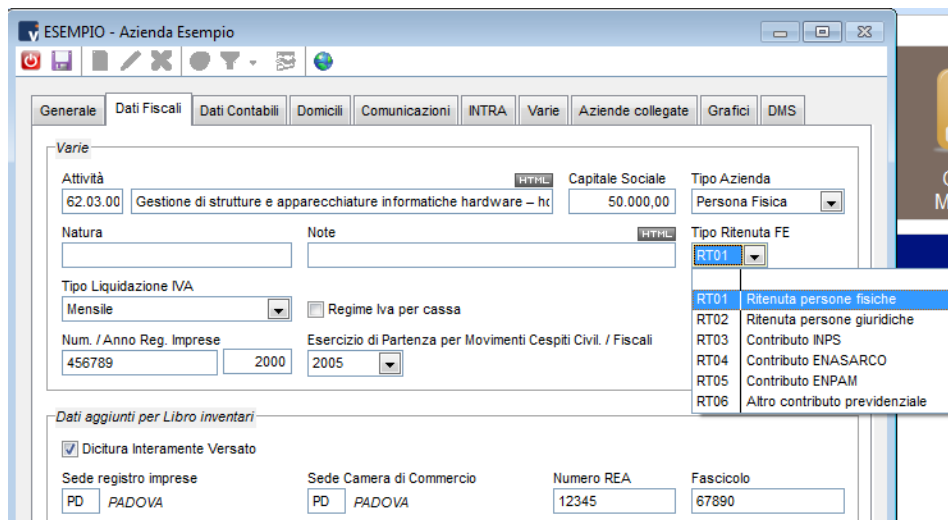 ESEMPIO - Azienda Esempio
Generale Dati Fiscali Dati Contabili Domicili Comunicazioni INTRA Varie Aziende collegate Grafici DMS
Varie
Attività HTML Capitale Sociale Tipo Azienda
62.03.00 Gestione di strutture e apparecchiature informatiche hardware – 50.000,00 Persona Fisica
Natura Note HTML Tipo Ritenuta FE
RT01
Tipo Liquidazione IVA
Mensile Regime Iva per cassa
RT01 Ritenuta persone fisiche
RT02 Ritenuta persone giuridiche
RT03 Contributo INPS
RT04 Contributo ENASARCO
RT05 Contributo ENPAM
RT06 Altro contributo previdenziale
Num. / Anno Reg. Imprese Esercizio di Partenza per Movimenti Cespiti Civil. / Fiscali
456789 2000 2005
Dati aggiunti per Libro inventari
Dicitura Interamente Versato
Sede registro imprese Sede Camera di Commercio Numero REA Fascicolo
PD PADOVA PD PADOVA 12345 67890